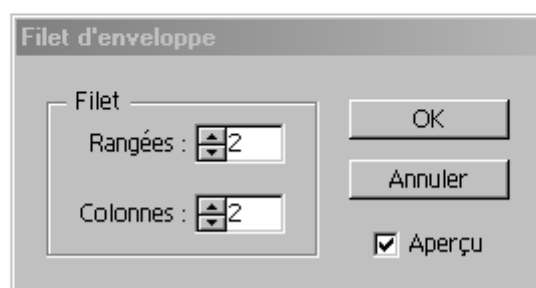 Filet d'enveloppe
Filet
Rangées : 2
Colonnes : 2
OK
Annuler
Aperçu